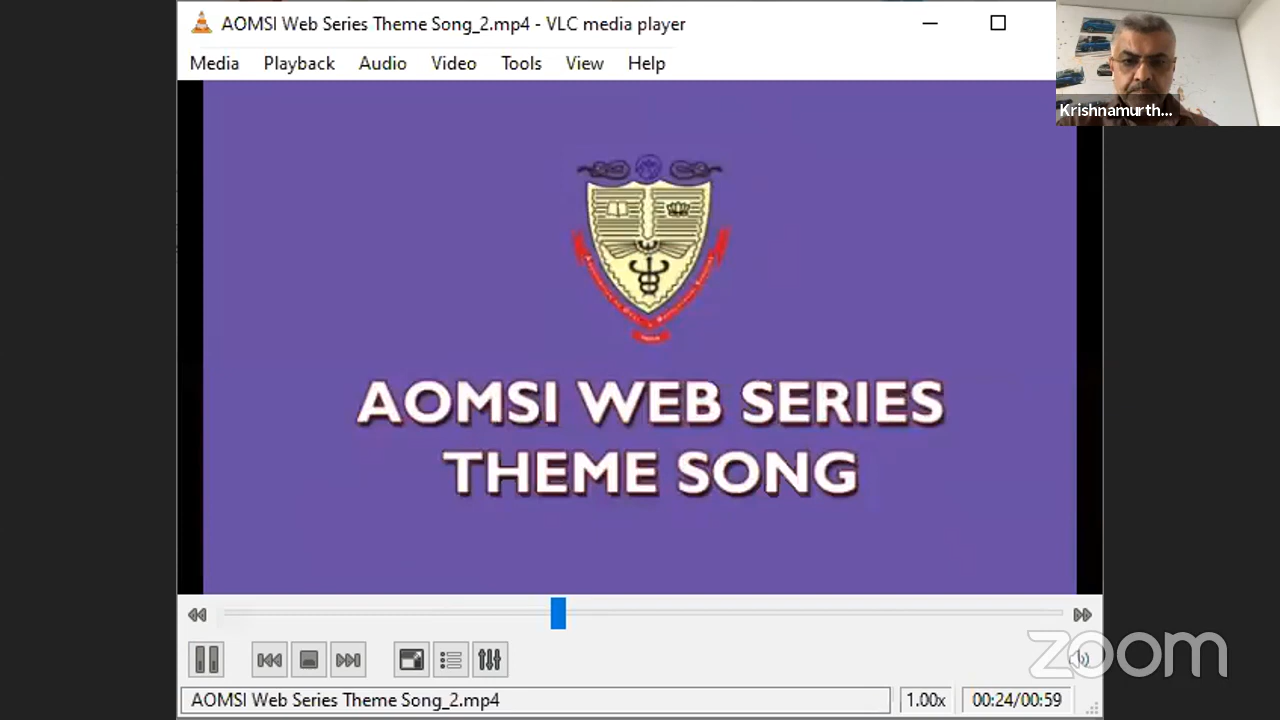 AOMSI Web Series Theme Song_2.mp4 - VLC media player
Media Playback Audio Video Tools View Help
Krishnamurth...
AOMSI WEB SERIES
THEME SONG
zoom
AOMSI Web Series Theme Song_2.mp4
1.00x
00:24/00:59